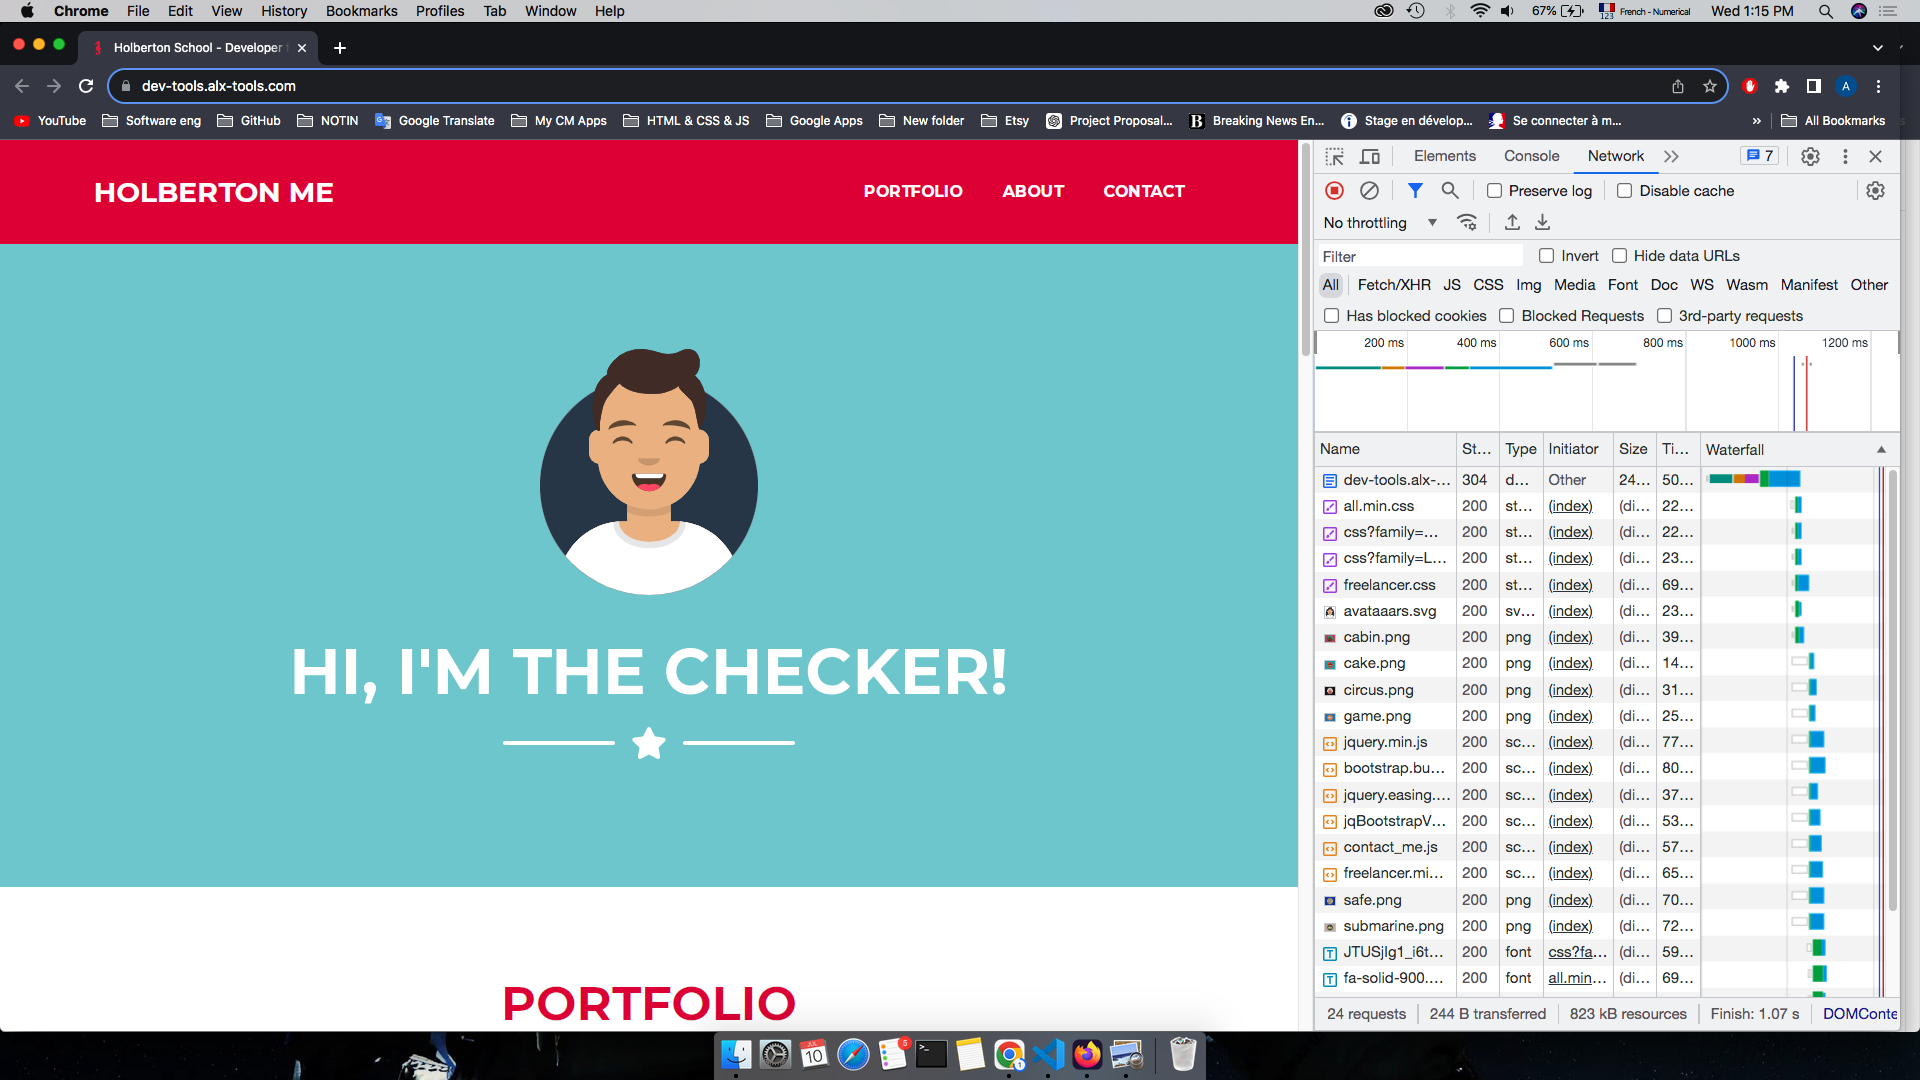 Chrome File Edit View History Bookmarks Profiles Tab Window Help 67% 123 French - Numerical Wed 1:15 PM
Holberton School - Developer
dev-tools.alx-tools.com A
YouTube Software eng GitHub NOTIN Google Translate My CM Apps HTML & CSS & JS Google Apps New folder Etsy Project Proposal... Breaking News En... Stage en dévelop... Se connecter à m... » All Bookmarks
HOLBERTON ME PORTFOLIO ABOUT CONTACT
HI, I'M THE CHECKER!
PORTFOLIO
Elements Console Network 7
Preserve log Disable cache
No throttling
Filter Invert Hide data URLs
All Fetch/XHR JS CSS Img Media Font Doc WS Wasm Manifest Other
Has blocked cookies Blocked Requests 3rd-party requests
200 ms 400 ms 600 ms 800 ms 1000 ms 1200 ms
Name St... Type Initiator Size Ti... Waterfall
dev-tools.alx-... 304 d... Other 24... 50...
all.min.css 200 st... (index) (di... 22...
css?family=... 200 st... (index) (di... 22...
css?family=L... 200 st... (index) (di... 23...
freelancer.css 200 st... (index) (di... 69...
avataaars.svg 200 sv... (index) (di... 23...
cabin.png 200 png (index) (di... 39...
cake.png 200 png (index) (di... 14...
circus.png 200 png (index) (di... 31...
game.png 200 png (index) (di... 25...
jquery.min.js 200 sc... (index) (di... 77...
bootstrap.bu... 200 sc... (index) (di... 80...
jquery.easing.... 200 sc... (index) (di... 37...
jqBootstrapV... 200 sc... (index) (di... 53...
contact_me.js 200 sc... (index) (di... 57...
freelancer.mi... 200 sc... (index) (di... 65...
safe.png 200 png (index) (di... 70...
submarine.png 200 png (index) (di... 72...
JTUSjIg1_i6t... 200 font css?fa... (di... 59...
fa-solid-900.... 200 font all.min... (di... 69...
24 requests 244 B transferred 823 kB resources Finish: 1.07 s DOMConte
JUL 10 5 1